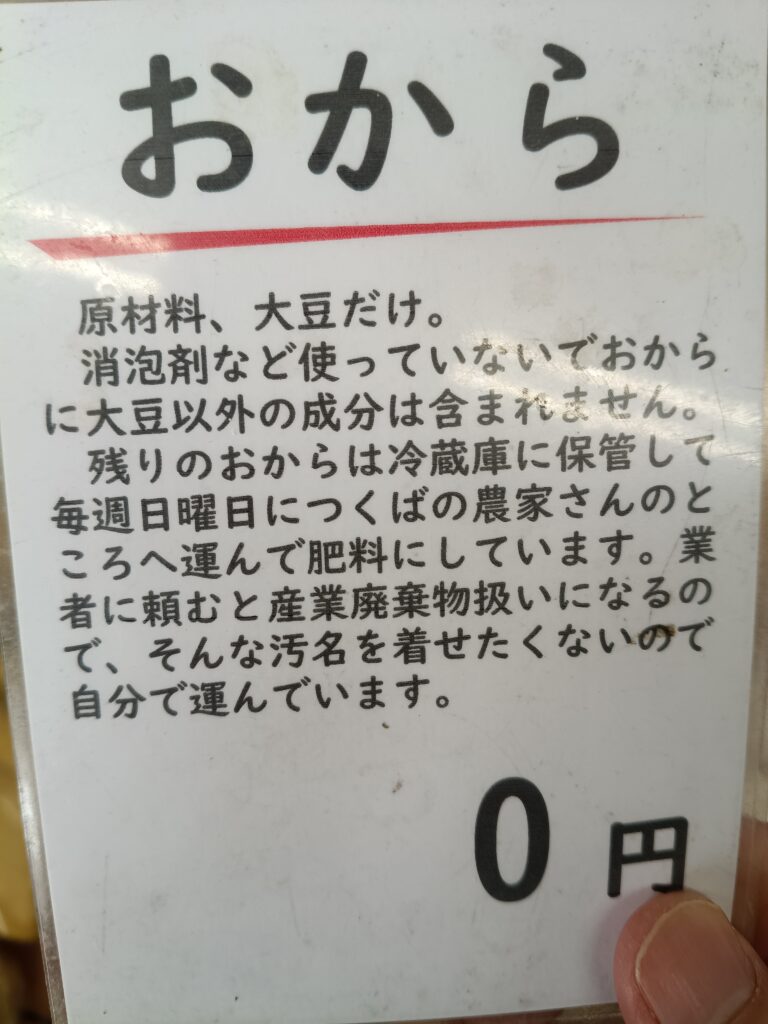 おから
原材料、大豆だけ。
消泡剤など使っていないでおから
に大豆以外の成分は含まれません。
残りのおからは冷蔵庫に保管して
毎週日曜日につくばの農家さんのと
ころへ運んで肥料にしています。業
者に頼むと産業廃棄物扱いになるの
で、そんな汚名を着せたくないので
自分で運んでいます。
0円